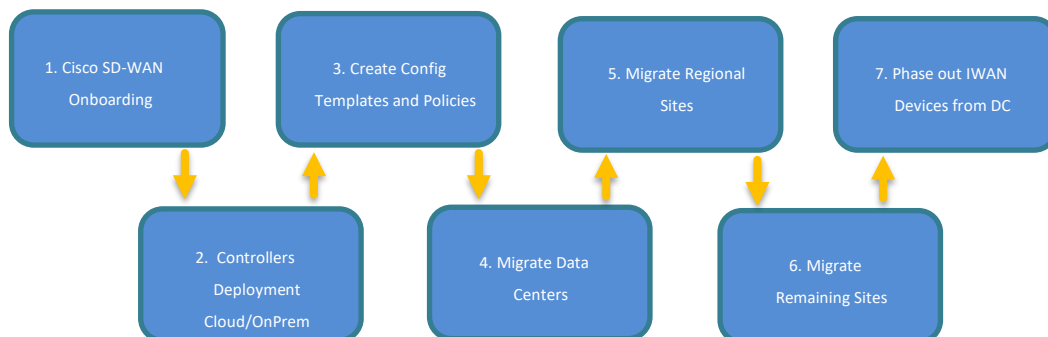 1. Cisco SD-WAN
Onboarding
2. Controllers
Deployment
Cloud/OnPrem
3. Create Config
Templates and Policies
4. Migrate Data
Centers
5. Migrate Regional
Sites
6. Migrate
Remaining Sites
7. Phase out IWAN
Devices from DC